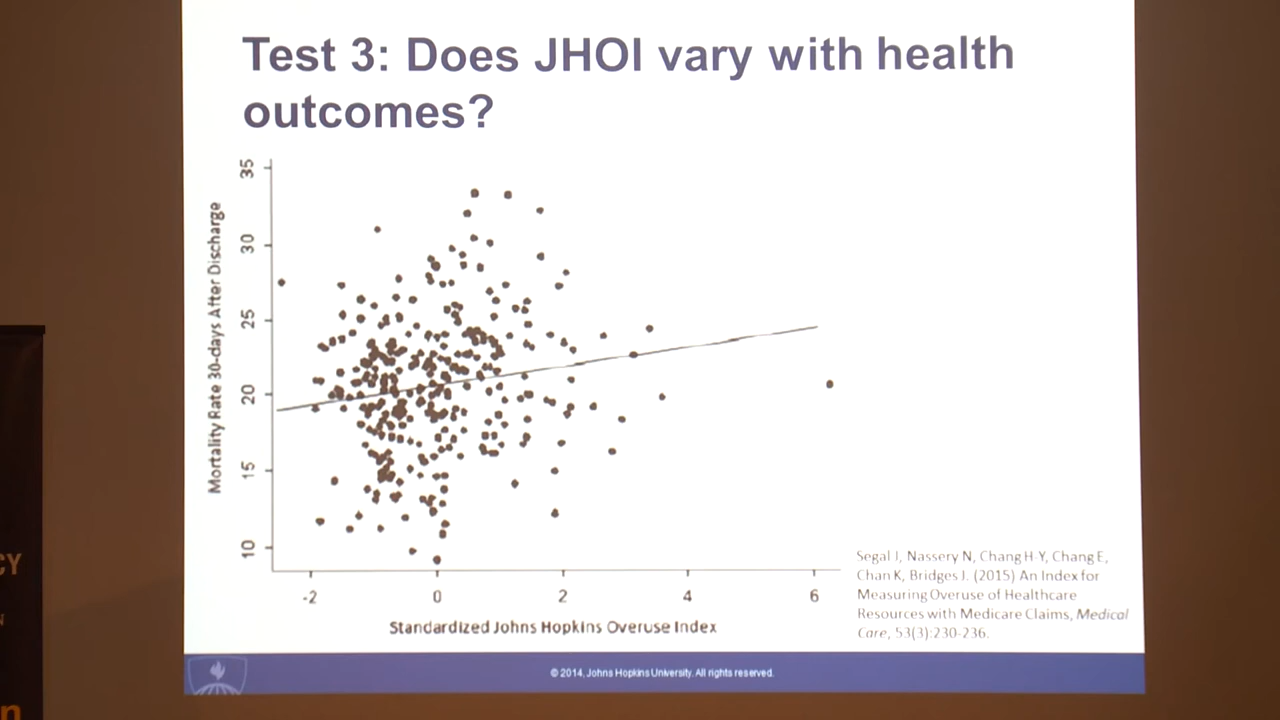 Test 3: Does JHOI vary with health
outcomes?
Mortality Rate 30-days After Discharge
35
30
25
20
15
10
-2 0 2 4 6
Standardized Johns Hopkins Overuse Index
Segal J, Nassery N, Chang H-Y, Chang E,
Chan K, Bridges J. (2015) An Index for
Measuring Overuse of Healthcare
Resources with Medicare Claims, Medical
Care, 53(3):230-236.
© 2014, Johns Hopkins University. All rights reserved.
CY
N
n